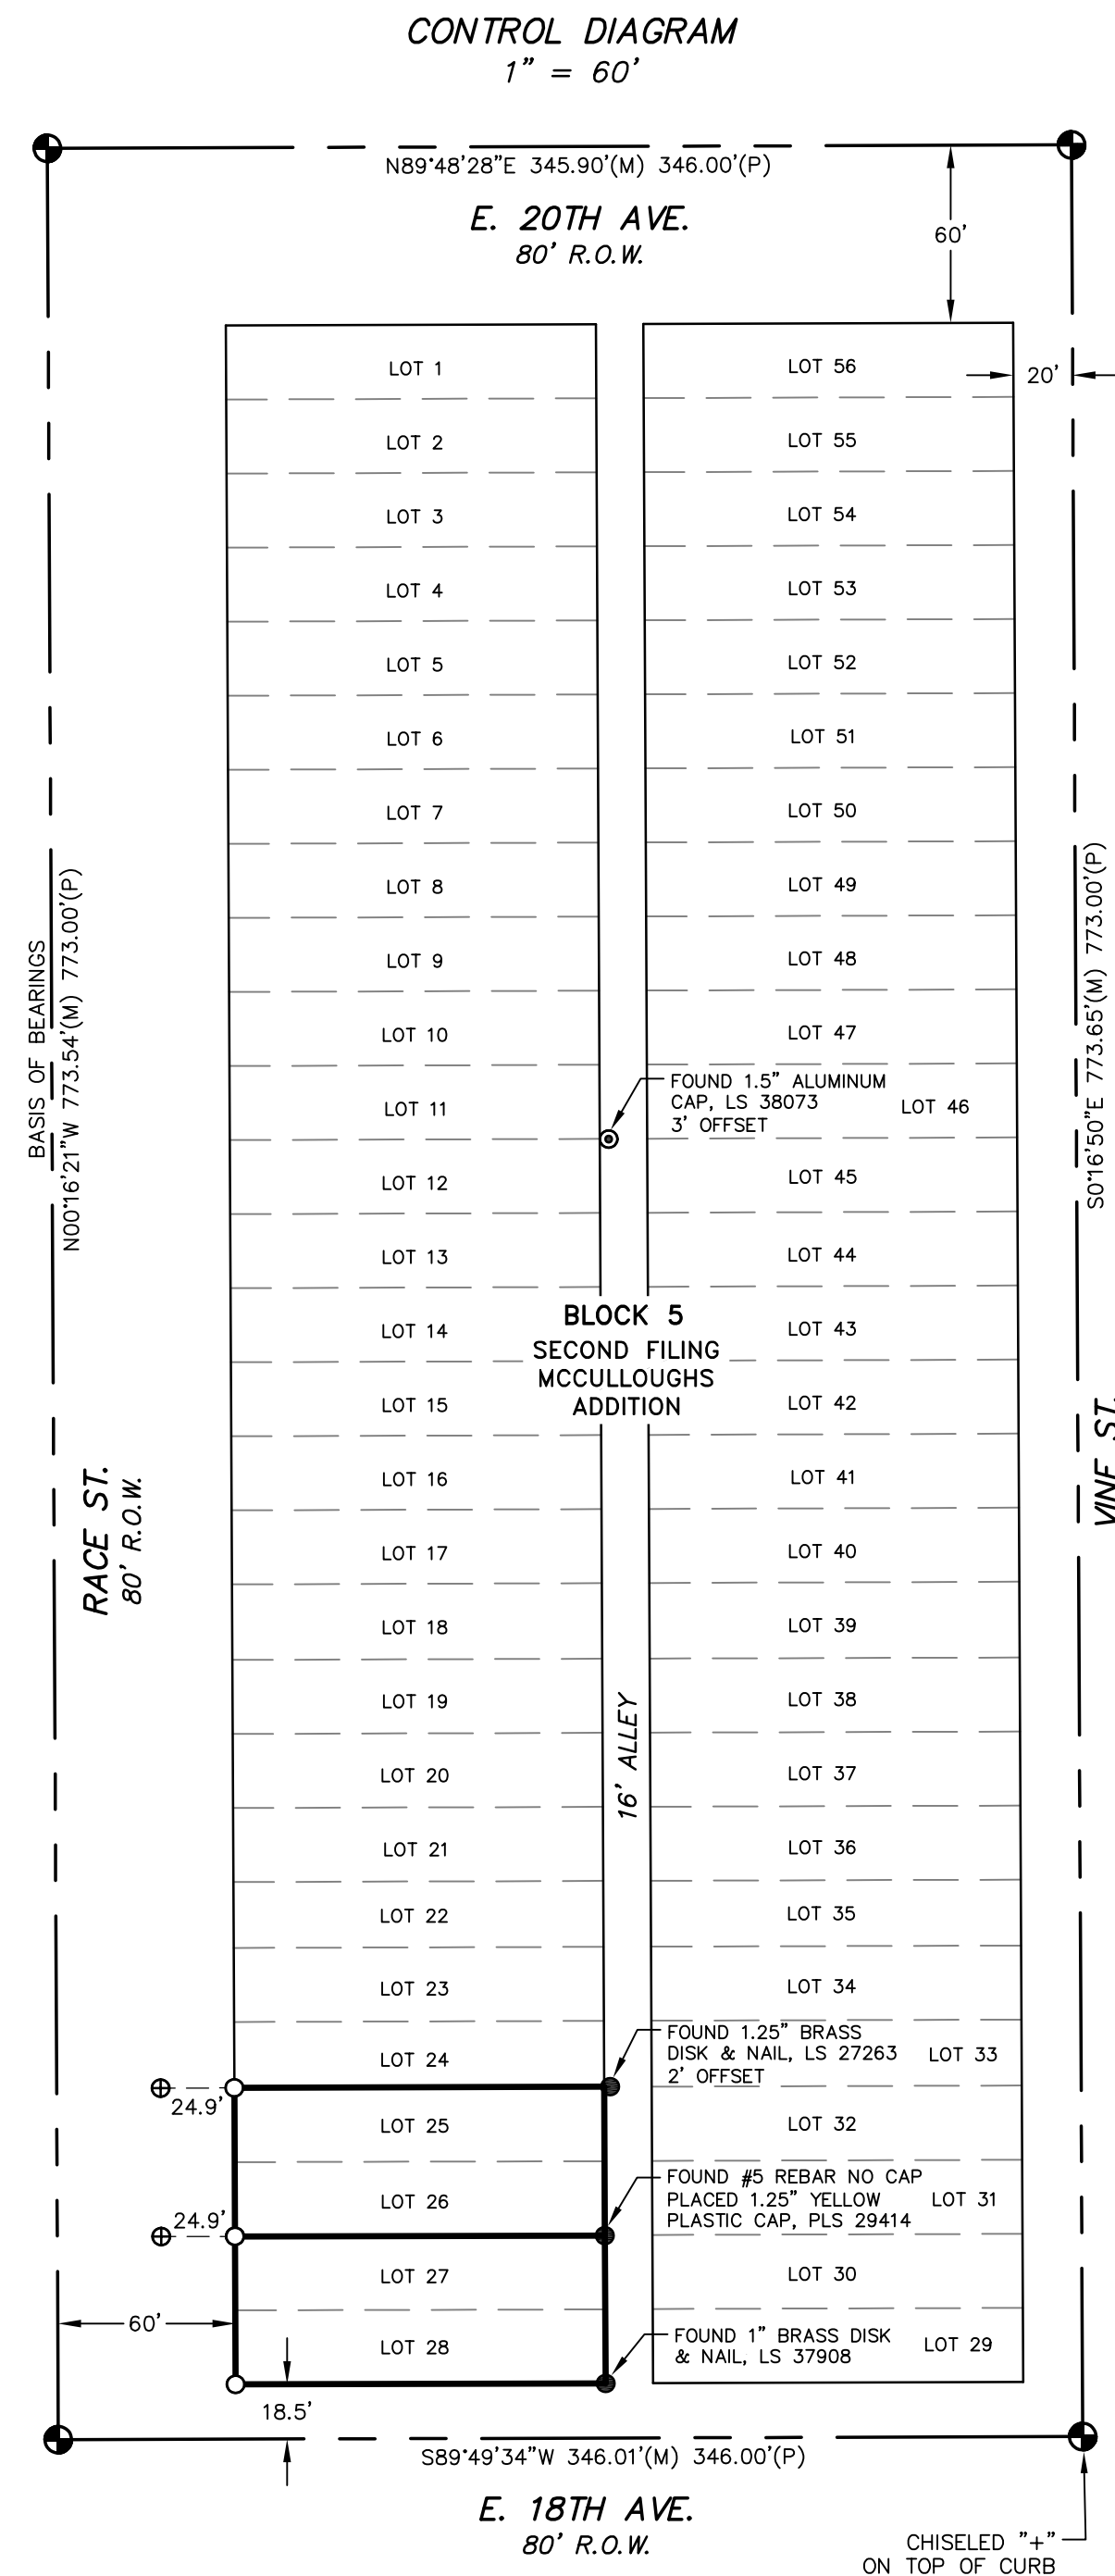 CONTROL DIAGRAM
1" = 60'
N89°48'28"E 345.90'(M) 346.00'(P)
E. 20TH AVE.
80' R.O.W.
60'
20'
LOT 1
LOT 56
LOT 2
LOT 55
LOT 3
LOT 54
LOT 4
LOT 53
LOT 5
LOT 52
LOT 6
LOT 51
LOT 7
LOT 50
LOT 8
LOT 49
LOT 9
LOT 48
LOT 10
LOT 47
BASIS OF BEARINGS
N00°16'21"W 773.54'(M) 773.00'(P)
S0°16'50"E 773.65'(M) 773.00'(P)
FOUND 1.5" ALUMINUM
CAP, LS 38073
3' OFFSET
LOT 11
LOT 46
LOT 12
LOT 45
LOT 13
LOT 44
BLOCK 5
SECOND FILING
MCCULLOUGHS
ADDITION
LOT 14
LOT 43
LOT 15
LOT 42
LOT 16
LOT 41
RACE ST.
80' R.O.W.
VINE ST.
LOT 17
LOT 40
LOT 18
LOT 39
LOT 19
LOT 38
16' ALLEY
LOT 20
LOT 37
LOT 21
LOT 36
LOT 22
LOT 35
LOT 23
LOT 34
FOUND 1.25" BRASS
DISK & NAIL, LS 27263
2' OFFSET
LOT 24
LOT 33
24.9'
LOT 25
LOT 32
FOUND #5 REBAR NO CAP
PLACED 1.25" YELLOW
PLASTIC CAP, PLS 29414
LOT 26
LOT 31
24.9'
LOT 27
LOT 30
60'
FOUND 1" BRASS DISK
& NAIL, LS 37908
LOT 28
LOT 29
18.5'
S89°49'34"W 346.01'(M) 346.00'(P)
E. 18TH AVE.
80' R.O.W.
CHISELED "+"
ON TOP OF CURB